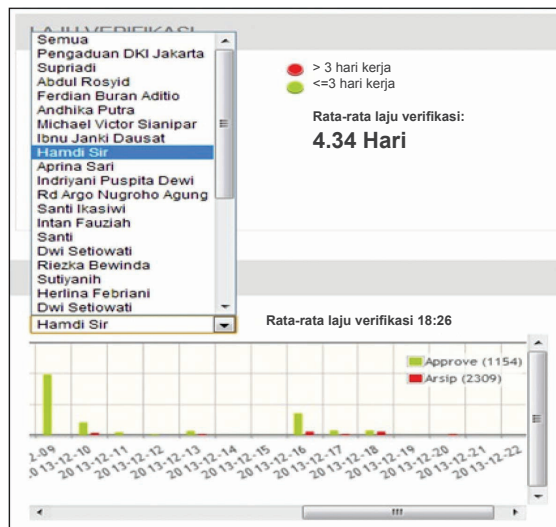 LAJU VERIFIKASI
Semua
Pengaduan DKI Jakarta
Supriadi
Abdul Rosyid
Ferdian Buran Aditio
Andhika Putra
Michael Victor Sianipar
Ibnu Janki Dausat
Hamdi Sir
Aprina Sari
Indriyani Puspita Dewi
Rd Argo Nugroho Agung
Santi Ikasiwi
Intan Fauziah
Santi
Dwi Setiowati
Riezka Bewinda
Sutiyanih
Herlina Febriani
Dwi Setiowati
Hamdi Sir
> 3 hari kerja
<=3 hari kerja
Rata-rata laju verifikasi:
4.34 Hari
Rata-rata laju verifikasi 18:26
Approve (1154)
Arsip (2309)
2-09
2013-12-10
2013-12-11
2013-12-12
2013-12-13
2013-12-14
2013-12-15
2013-12-16
2013-12-17
2013-12-18
2013-12-19
2013-12-20
2013-12-21
2013-12-22